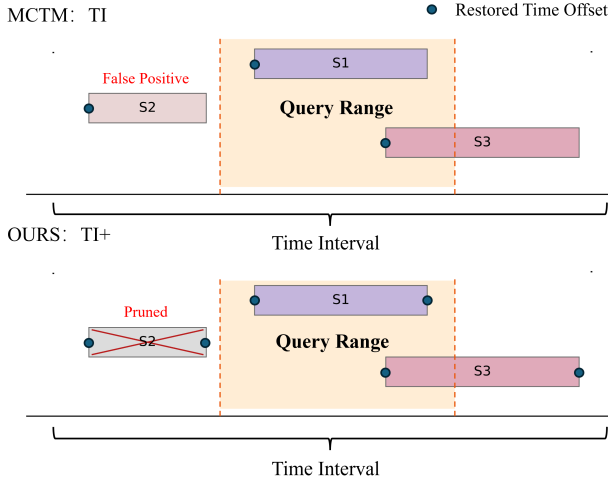 MCTM: TI
Restored Time Offset
S1
False Positive
S2
Query Range
S3
Time Interval
OURS: TI+
S1
Pruned
S2
Query Range
S3
Time Interval